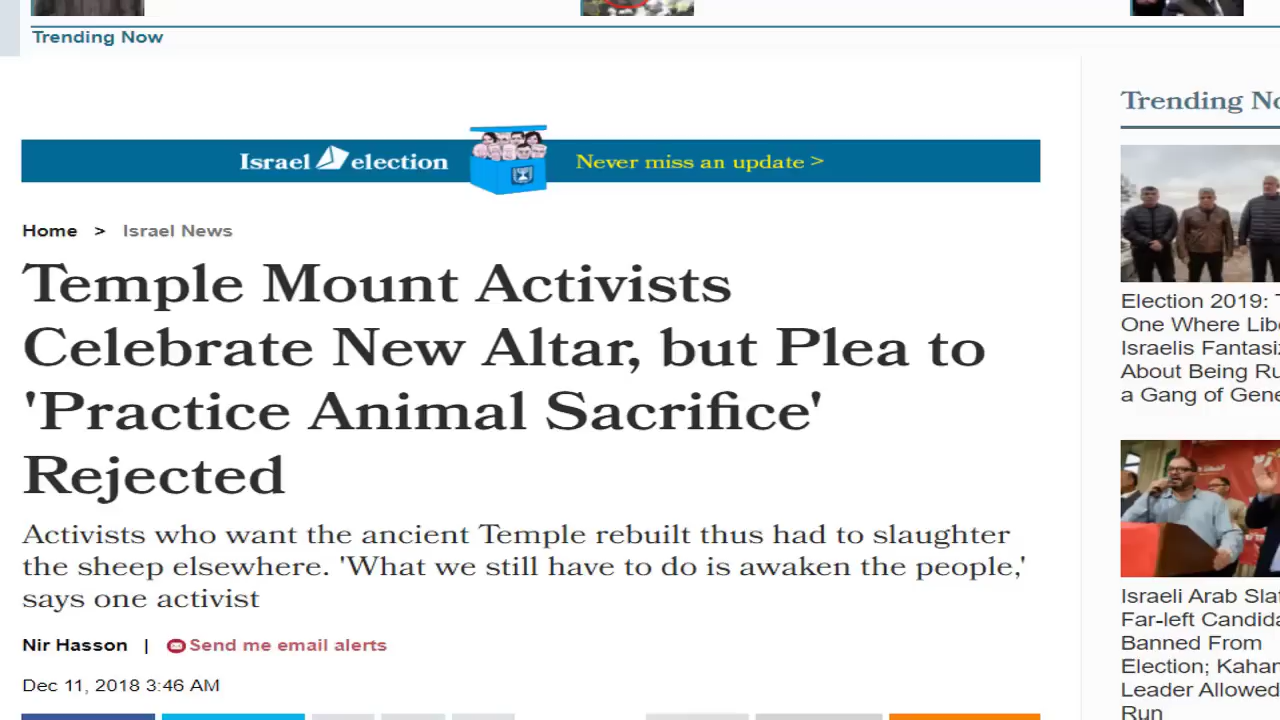 Trending Now
Israel election
Never miss an update >
Home > Israel News
Temple Mount Activists
Celebrate New Altar, but Plea to
'Practice Animal Sacrifice'
Rejected
Activists who want the ancient Temple rebuilt thus had to slaughter
the sheep elsewhere. 'What we still have to do is awaken the people,'
says one activist
Nir Hasson | Send me email alerts
Dec 11, 2018 3:46 AM
Trending
Election 2019:
One Where
Israelis
About Being
a Gang of
Israeli Arab
Far-left
Banned From
Election;
Leader Allowed
Run